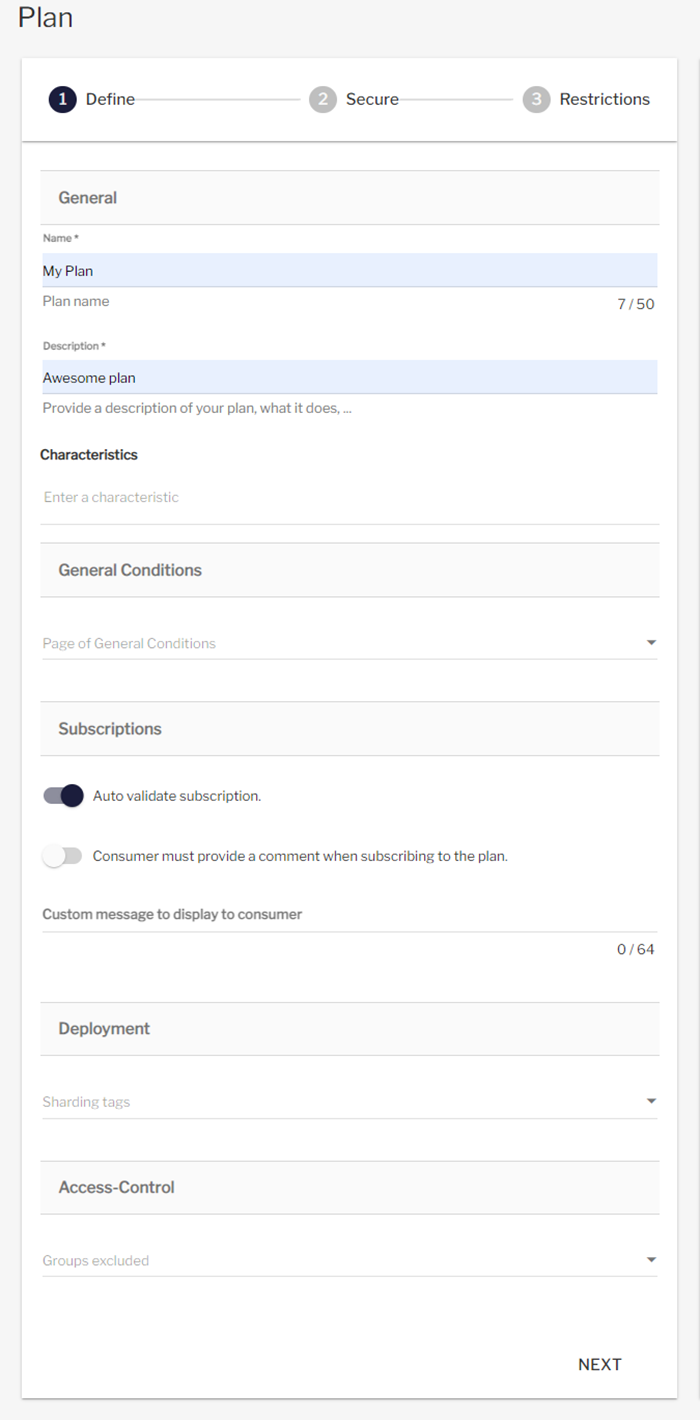 Plan
1 Define 2 Secure 3 Restrictions
General
Name *
My Plan
Plan name 7 / 50
Description *
Awesome plan
Provide a description of your plan, what it does, ...
Characteristics
Enter a characteristic
General Conditions
Page of General Conditions
Subscriptions
Auto validate subscription.
Consumer must provide a comment when subscribing to the plan.
Custom message to display to consumer
0 / 64
Deployment
Sharding tags
Access-Control
Groups excluded
NEXT